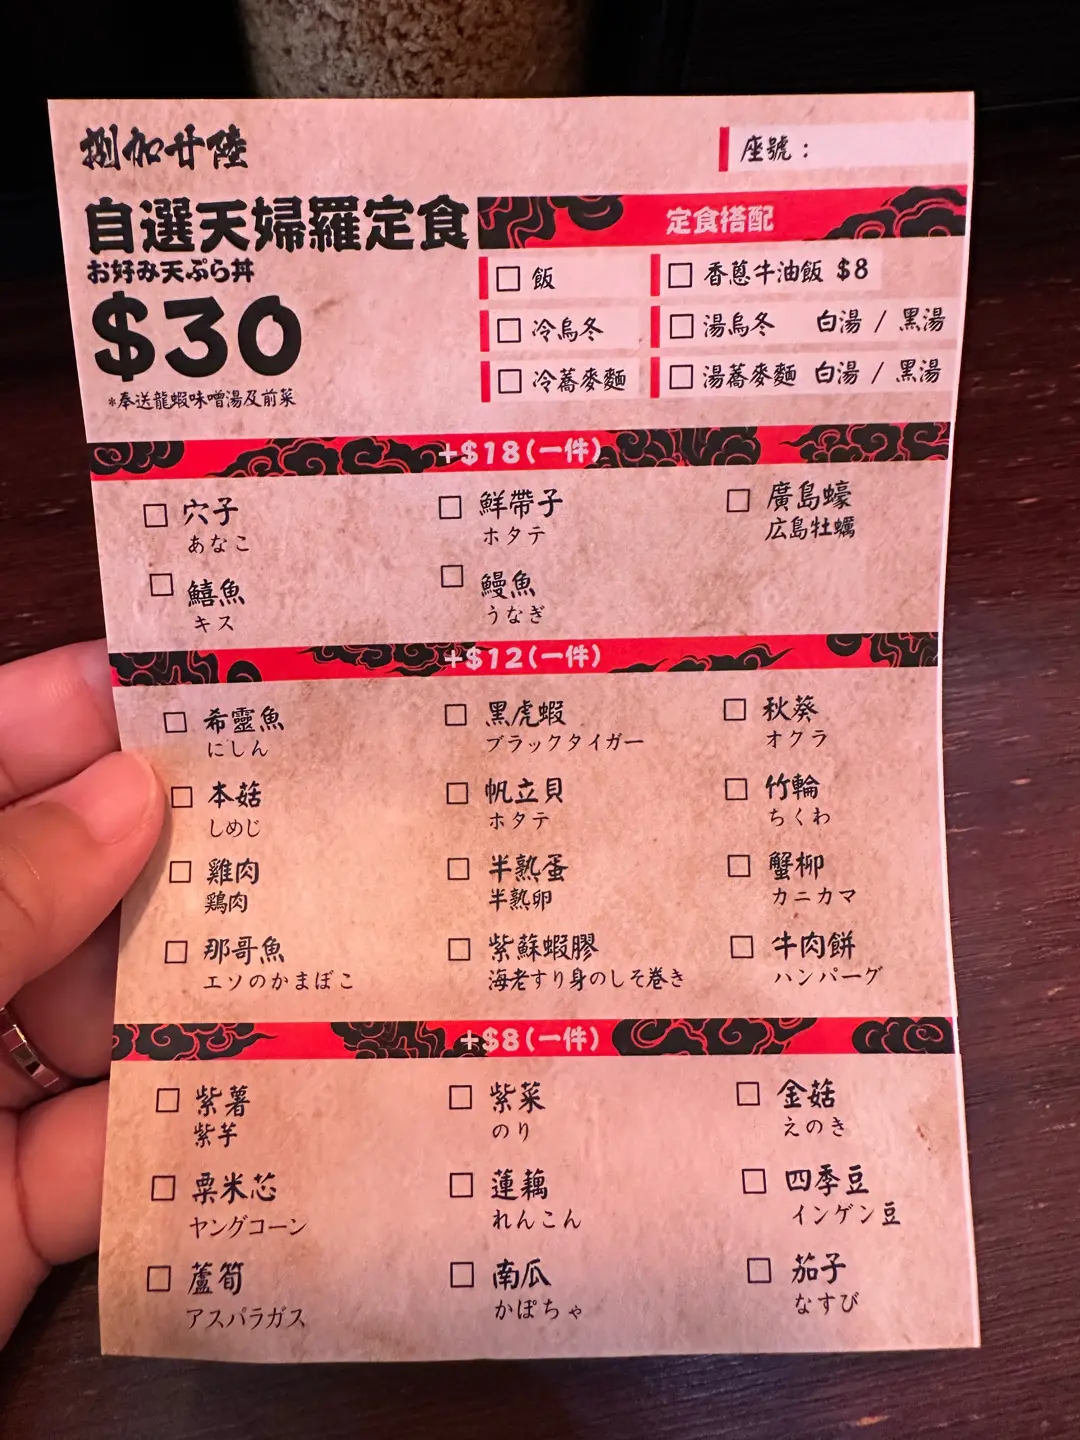 捌加廿陸
座號：
自選天婦羅定食
お好み天ぷら丼
$30
*奉送龍蝦味噌湯及前菜
定食搭配
□ 飯
□ 香蔥牛油飯 $8
□ 冷烏冬
□ 湯烏冬 白湯 / 黑湯
□ 冷蕎麥麵
□ 湯蕎麥麵 白湯 / 黑湯
+$18(一件)
□ 穴子
あなこ
□ 鮮帶子
ホタテ
□ 廣島蠔
広島牡蠣
□ 鱚魚
キス
□ 鰻魚
うなぎ
+$12(一件)
□ 希靈魚
にしん
□ 黑虎蝦
ブラックタイガー
□ 秋葵
オクラ
□ 本菇
しめじ
□ 帆立貝
ホタテ
□ 竹輪
ちくわ
□ 雞肉
鶏肉
□ 半熟蛋
半熟卵
□ 蟹柳
カニカマ
□ 那哥魚
エソのかまぼこ
□ 紫蘇蝦膠
海老すり身のしそ巻き
□ 牛肉餅
ハンパーグ
+$8(一件)
□ 紫薯
紫芋
□ 紫菜
のり
□ 金菇
えのき
□ 粟米芯
ヤングコーン
□ 蓮藕
れんこん
□ 四季豆
インゲン豆
□ 蘆筍
アスパラガス
□ 南瓜
かぽちゃ
□ 茄子
なすび